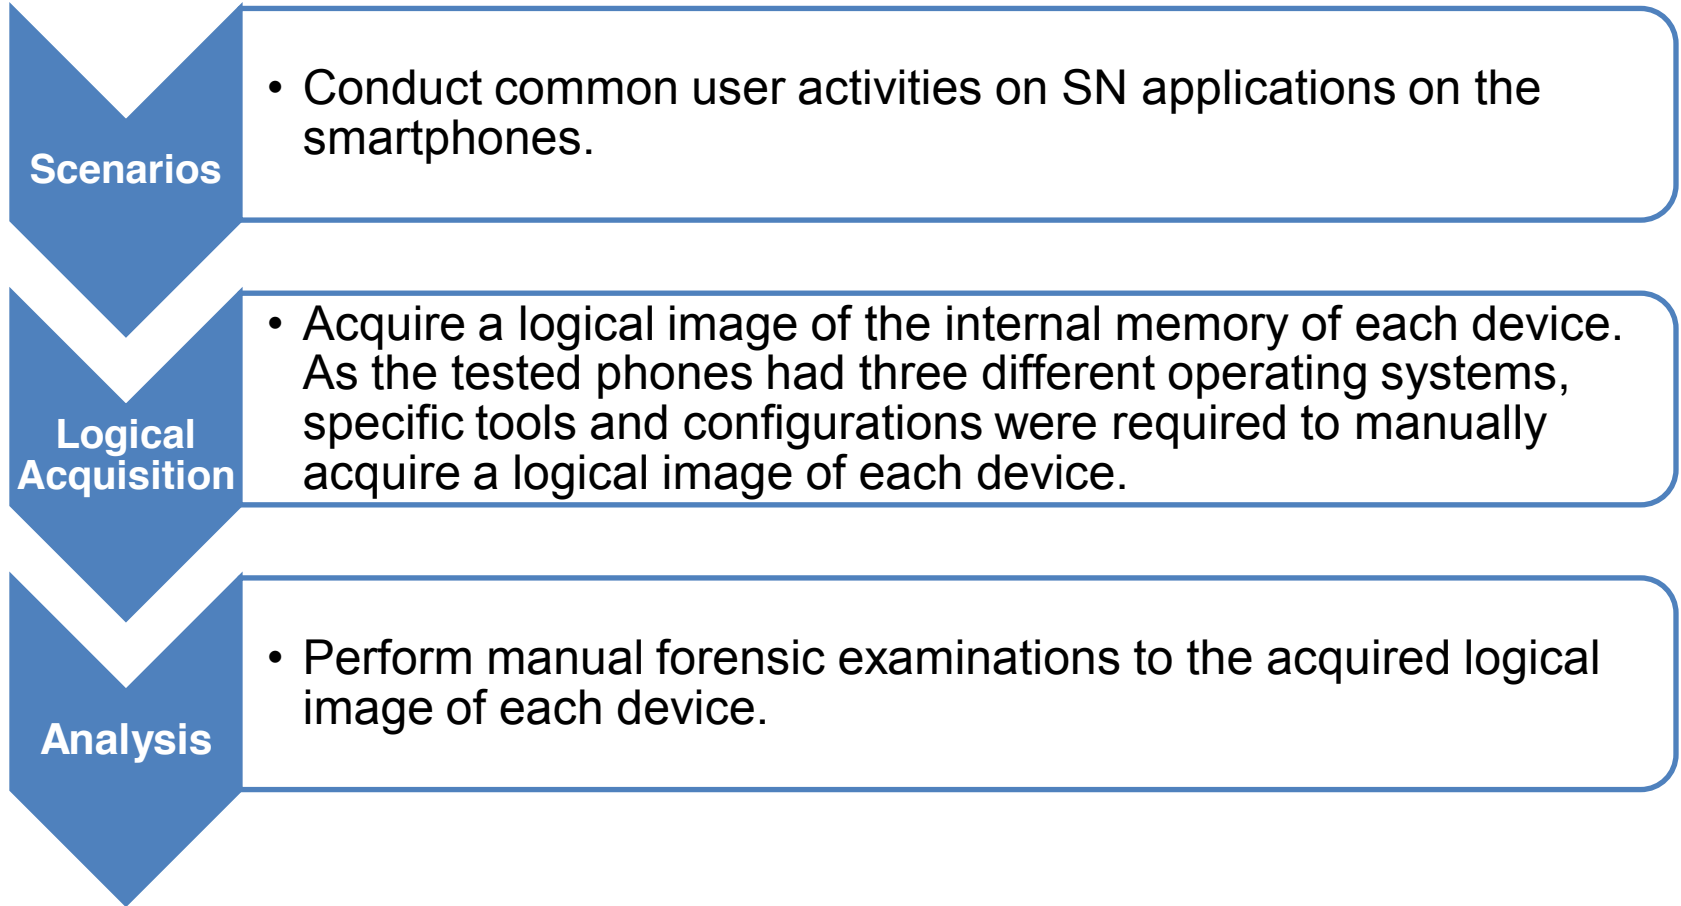 Scenarios
• Conduct common user activities on SN applications on the
smartphones.
Logical
Acquisition
• Acquire a logical image of the internal memory of each device.
As the tested phones had three different operating systems,
specific tools and configurations were required to manually
acquire a logical image of each device.
Analysis
• Perform manual forensic examinations to the acquired logical
image of each device.